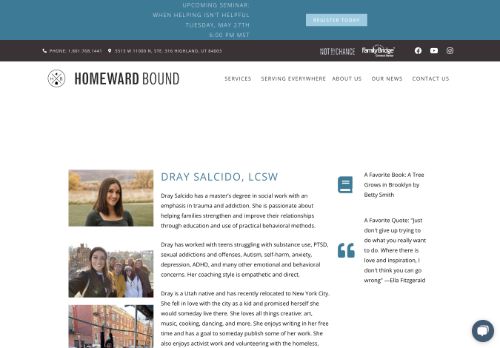 UPCOMING SEMINAR:
WHEN HELPING ISN'T HELPFUL
TUESDAY, MAY 27TH
6:00 PM MST
REGISTER TODAY
PHONE: 1.801.768.1441
5513 W 11000 N, STE. 316 HIGHLAND, UT 84003
NOT BY CHANCE
FamilyBridge
HOMEWARD BOUND
SERVICES
SERVING EVERYWHERE
ABOUT US
OUR NEWS
CONTACT US
DRAY SALCIDO, LCSW
Dray Salcido has a master's degree in social work with an
emphasis in trauma and addiction. She is passionate about
helping families strengthen and improve their relationships
through education and use of practical behavioral methods.
Dray has worked with teens struggling with substance use, PTSD,
sexual addictions and offenses, Autism, self-harm, anxiety,
depression, ADHD, and many other emotional and behavioral
concerns. Her coaching style is empathetic and direct.
Dray is a Utah native and has recently relocated to New York City.
She fell in love with the city as a kid and promised herself she
would someday live there. She loves all things creative: art,
music, cooking, dancing, and more. She enjoys writing in her free
time and has a goal to someday publish some of her work. She
also enjoys activist work and volunteering with the homeless.
A Favorite Book: A Tree
Grows in Brooklyn by
Betty Smith
A Favorite Quote: "Just
don't give up trying to
do what you really want
to do. Where there is
love and inspiration, I
don't think you can go
wrong" —Ella Fitzgerald